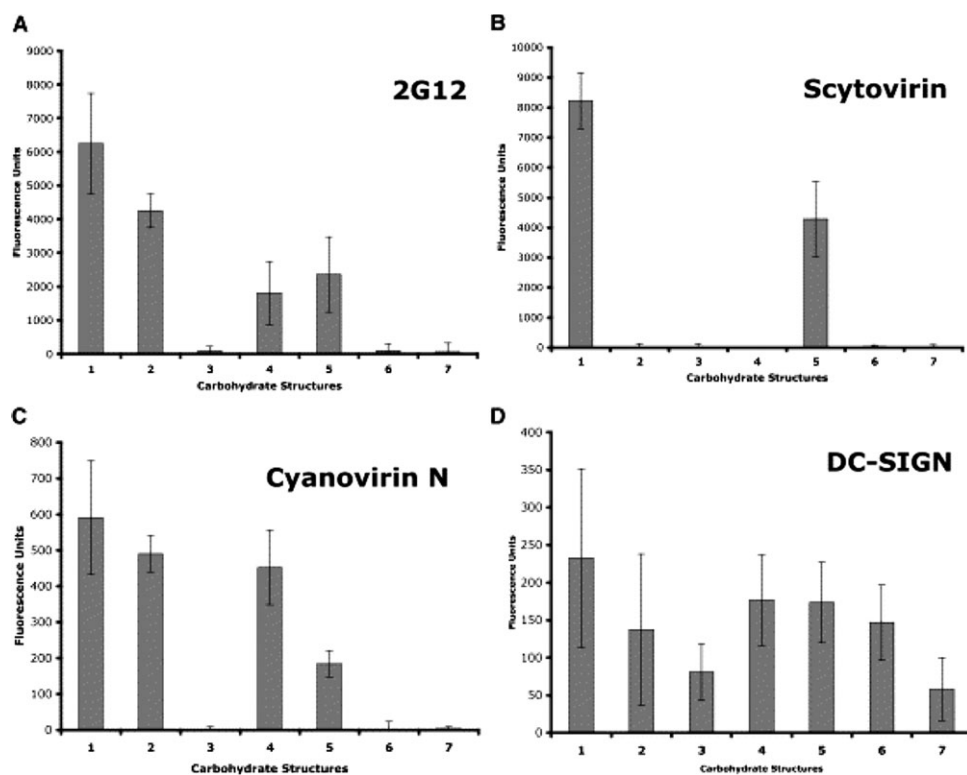 A
2G12
Fluorescence Units
9000
8000
7000
6000
5000
4000
3000
2000
1000
0
1 2 3 4 5 6 7
Carbohydrate Structures
B
Scytovirin
Fluorescence Units
10000
9000
8000
7000
6000
5000
4000
3000
2000
1000
0
1 2 3 4 5 6 7
Carbohydrate Structures
C
Cyanovirin N
Fluorescence Units
800
700
600
500
400
300
200
100
0
1 2 3 4 5 6 7
Carbohydrate Structures
D
DC-SIGN
Fluorescence Units
400
350
300
250
200
150
100
50
0
1 2 3 4 5 6 7
Carbohydrate Structures